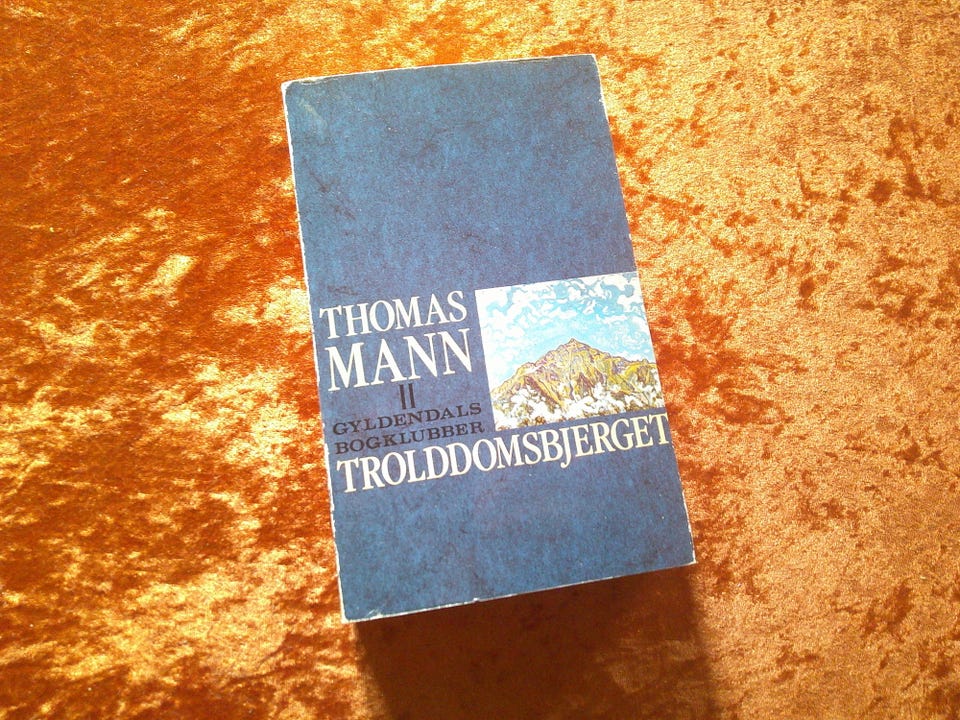 THOMAS
MANN
II
GYLDENDALS
BOGKLUBBER
TROLDDOMSBJERGET